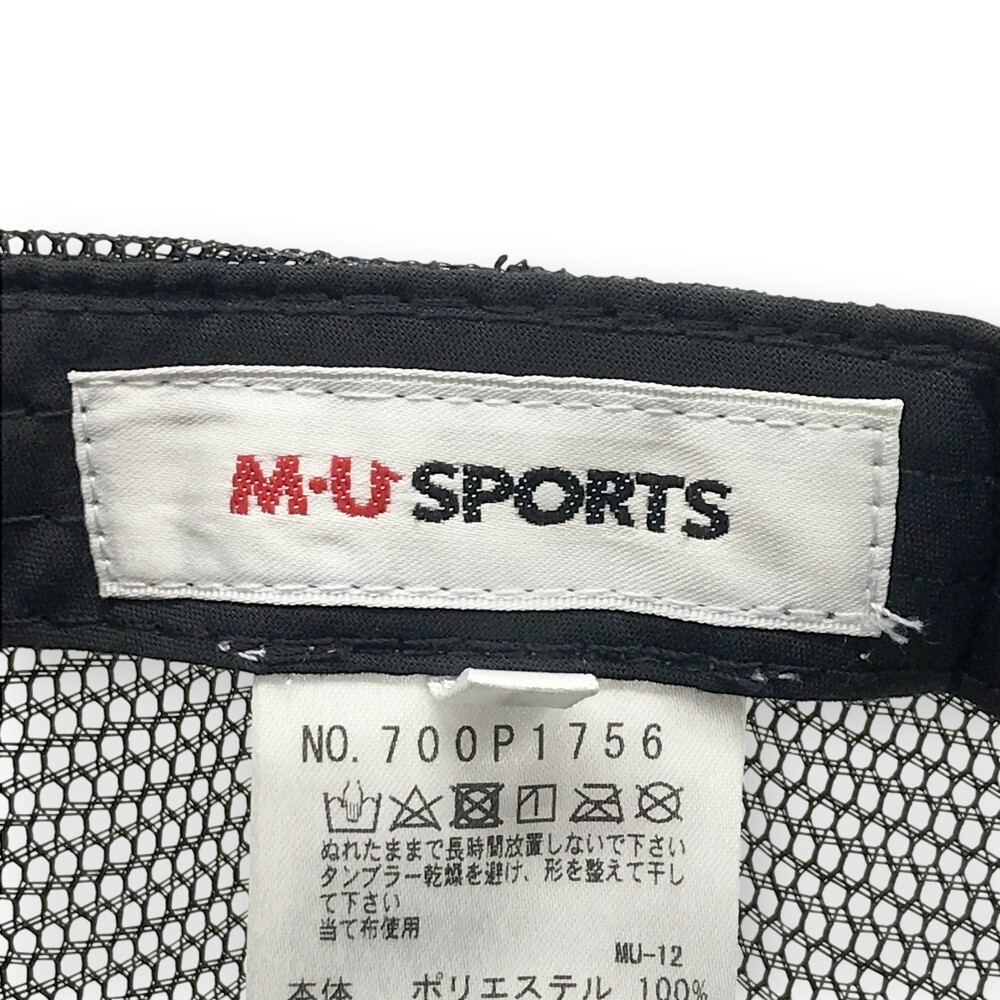 M·U SPORTS
NO. 700P1756
ぬれたままで長時間放置しないで下さい
タンブラー乾燥を避け、形を整えて干し
て下さい
当て布使用
MU-12
本体 ポリエステル 100%